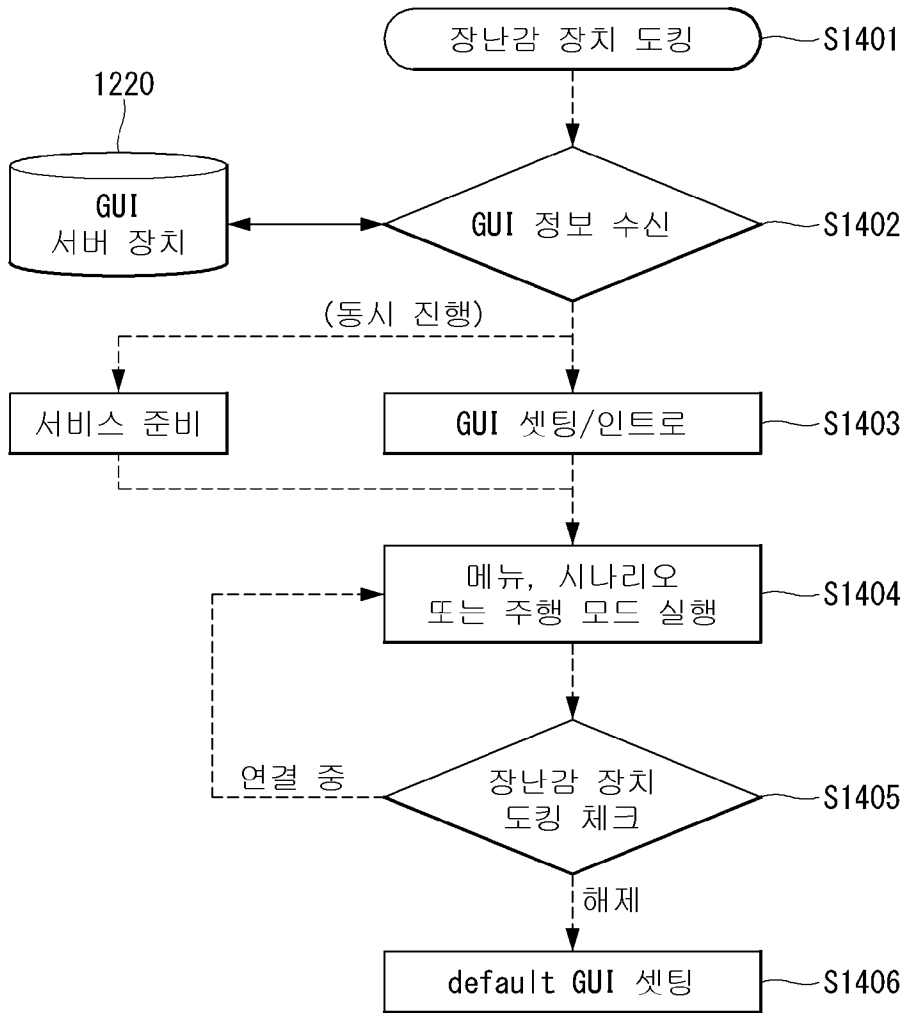 장난감 장치 도킹
S1401
1220
GUI
서버 장치
GUI 정보 수신
S1402
(동시 진행)
서비스 준비
GUI 셋팅/인트로
S1403
메뉴, 시나리오
또는 주행 모드 실행
S1404
연결 중
장난감 장치
도킹 체크
S1405
해제
default GUI 셋팅
S1406